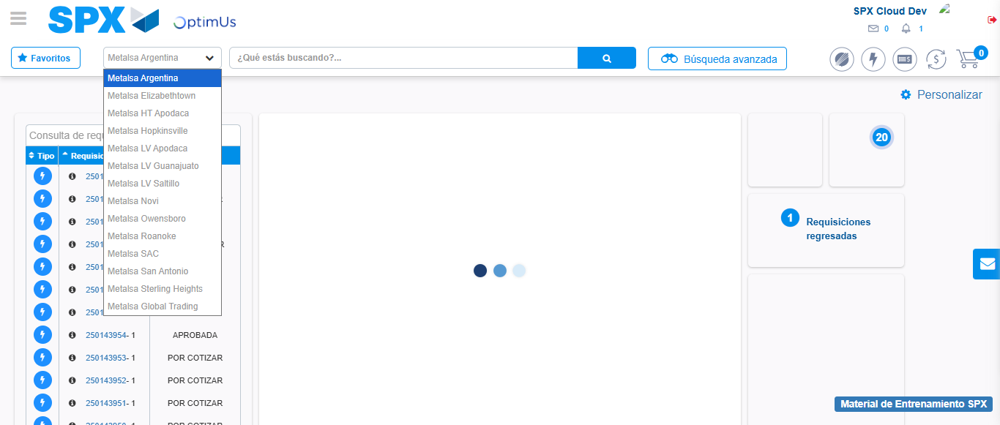 SPX OptimUs
SPX Cloud Dev
0 1
Favoritos
Metalsa Argentina
¿Qué estás buscando?...
Búsqueda avanzada
0
Personalizar
Metalsa Argentina
Metalsa Elizabethtown
Metalsa HT Apodaca
Metalsa Hopkinsville
Metalsa LV Apodaca
Metalsa LV Guanajuato
Metalsa LV Saltillo
Metalsa Novi
Metalsa Owensboro
Metalsa Roanoke
Metalsa SAC
Metalsa San Antonio
Metalsa Sterling Heights
Metalsa Global Trading
Consulta de
Tipo
250143954- 1 APROBADA
250143953- 1 POR COTIZAR
250143952- 1 POR COTIZAR
250143951- 1 POR COTIZAR
20
1 Requisiciones
regresadas
Material de Entrenamiento SPX